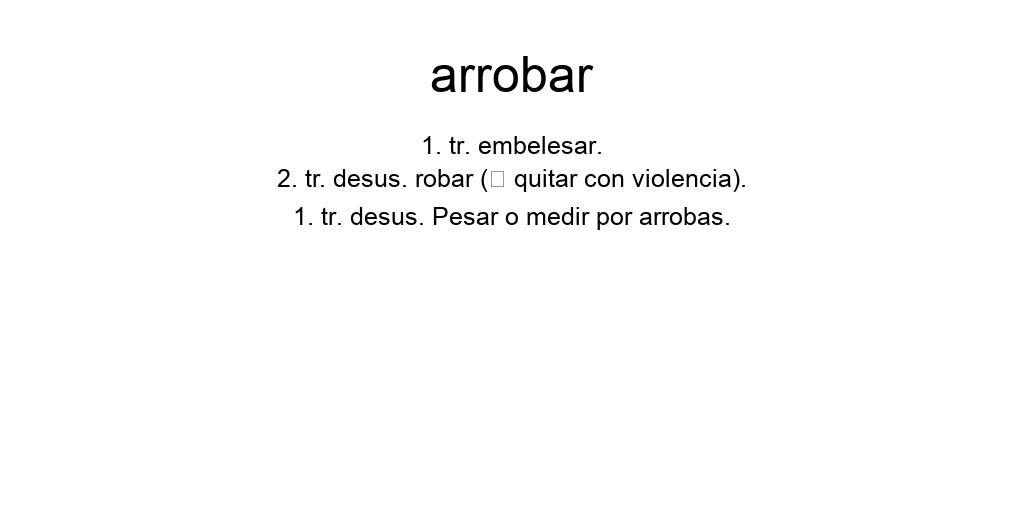 arrobar
1. tr. embelesar.
2. tr. desus. robar (□ quitar con violencia).
1. tr. desus. Pesar o medir por arrobas.